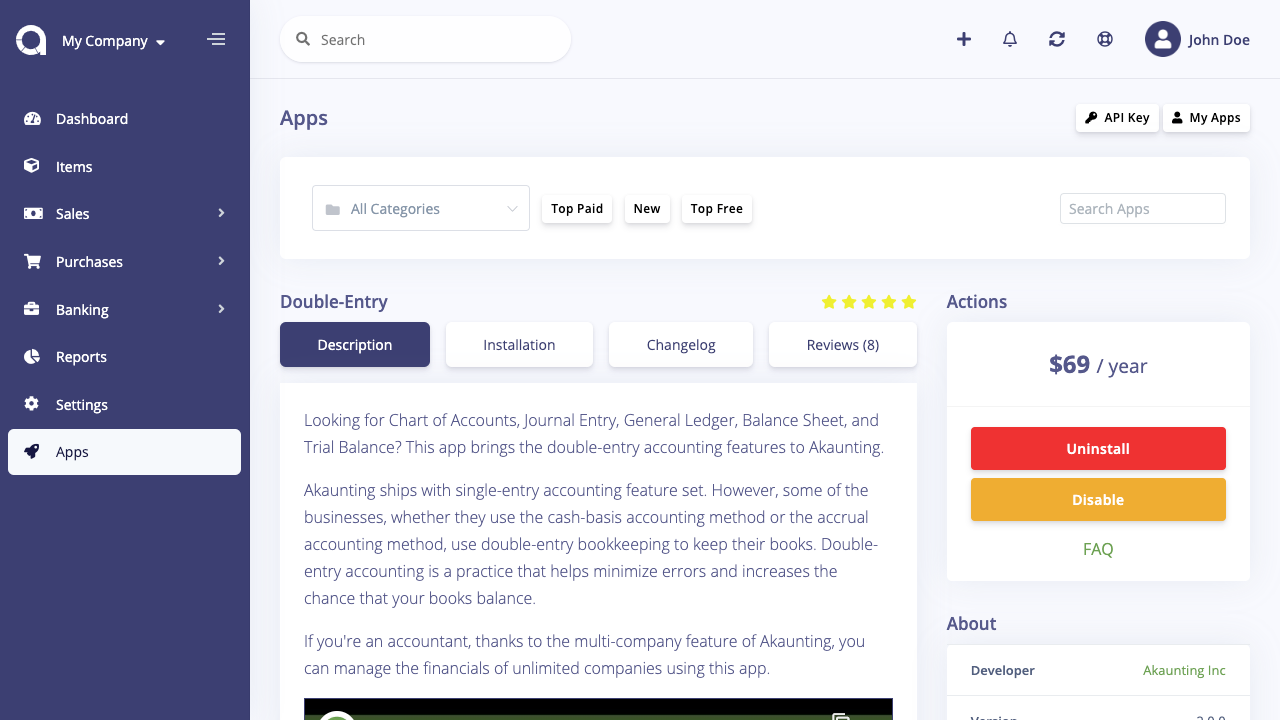 My Company
Search
John Doe
Dashboard
Items
Sales
Purchases
Banking
Reports
Settings
Apps
Apps
API Key
My Apps
All Categories
Top Paid
New
Top Free
Search Apps
Double-Entry
Description
Installation
Changelog
Reviews (8)
Looking for Chart of Accounts, Journal Entry, General Ledger, Balance Sheet, and
Trial Balance? This app brings the double-entry accounting features to Akaunting.
Akaunting ships with single-entry accounting feature set. However, some of the
businesses, whether they use the cash-basis accounting method or the accrual
accounting method, use double-entry bookkeeping to keep their books. Double-
entry accounting is a practice that helps minimize errors and increases the
chance that your books balance.
If you're an accountant, thanks to the multi-company feature of Akaunting, you
can manage the financials of unlimited companies using this app.
Actions
$69 / year
Uninstall
Disable
FAQ
About
Developer
Akaunting Inc
Version